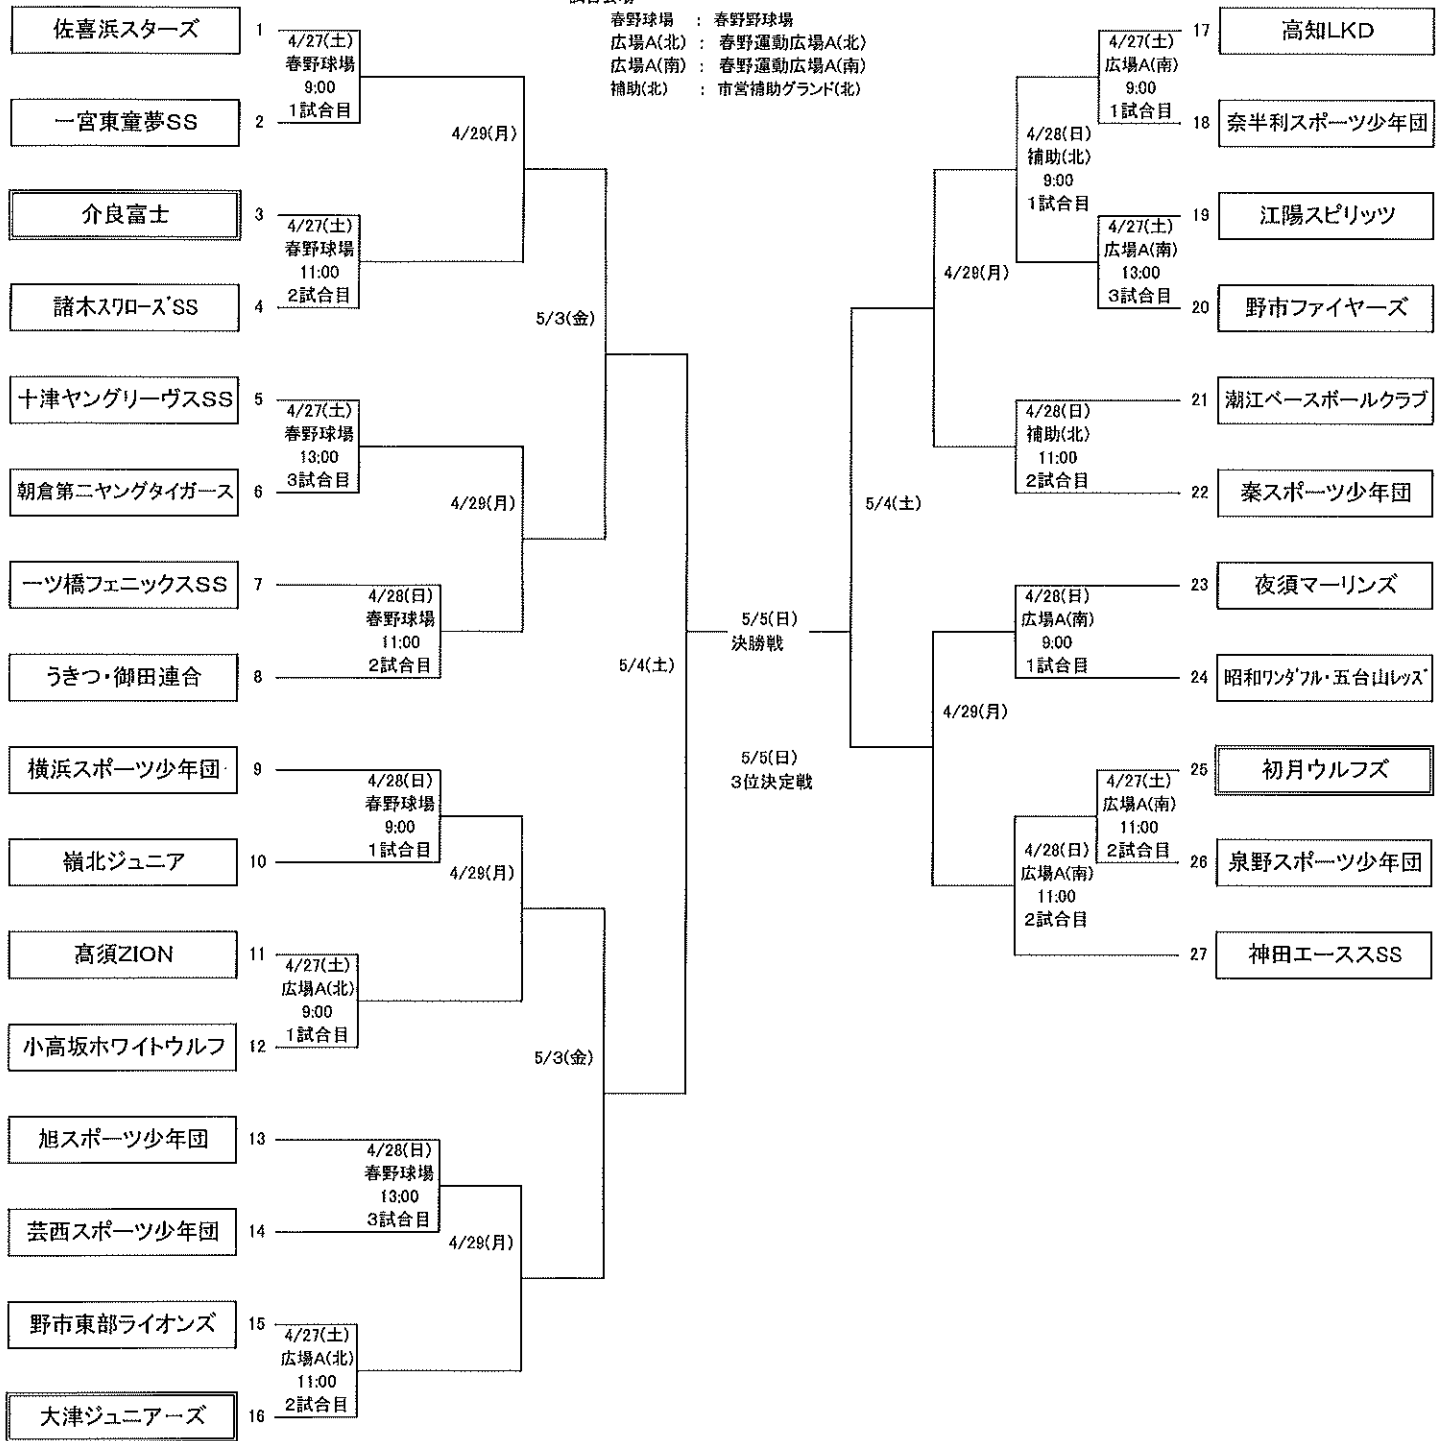 春野球場 : 春野野球場
広場A(北) : 春野運動広場A(北)
広場A(南) : 春野運動広場A(南)
補助(北) : 市営補助グランド(北)
佐喜浜スターズ 1
4/27(土)
春野球場
9:00
1試合目
一宮東童夢SS 2
4/29(月)
介良富士 3
4/27(土)
春野球場
11:00
2試合目
諸木スワローズSS 4
5/3(金)
十津ヤングリーヴスSS 5
4/27(土)
春野球場
13:00
3試合目
朝倉第二ヤングタイガース 6
4/29(月)
一ツ橋フェニックスSS 7
4/28(日)
春野球場
11:00
2試合目
うきつ・御田連合 8
5/4(土)
横浜スポーツ少年団 9
4/28(日)
春野球場
9:00
1試合目
嶺北ジュニア 10
4/29(月)
高須ZION 11
4/27(土)
広場A(北)
9:00
1試合目
小高坂ホワイトウルフ 12
5/3(金)
旭スポーツ少年団 13
4/28(日)
春野球場
13:00
3試合目
芸西スポーツ少年団 14
4/29(月)
野市東部ライオンズ 15
4/27(土)
広場A(北)
11:00
2試合目
大津ジュニアーズ 16
5/5(日)
決勝戦
5/5(日)
3位決定戦
17 高知LKD
4/27(土)
広場A(南)
9:00
1試合目
18 奈半利スポーツ少年団
4/28(日)
補助(北)
9:00
1試合目
19 江陽スピリッツ
4/27(土)
広場A(南)
13:00
3試合目
20 野市ファイヤーズ
4/29(月)
21 潮江ベースボールクラブ
4/28(日)
補助(北)
11:00
2試合目
22 秦スポーツ少年団
5/4(土)
23 夜須マーリンズ
4/28(日)
広場A(南)
9:00
1試合目
24 昭和ワンダフル・五台山レッズ
4/29(月)
25 初月ウルフズ
4/27(土)
広場A(南)
11:00
2試合目
26 泉野スポーツ少年団
4/28(日)
広場A(南)
11:00
2試合目
27 神田エーススSS